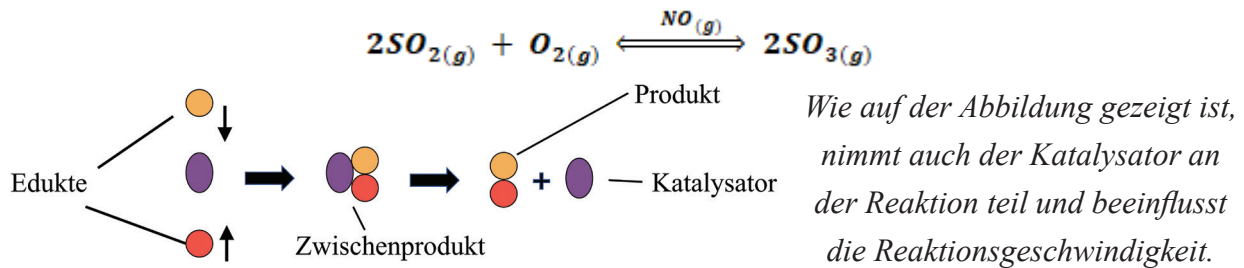 2SO2(g) + O2(g) ⇌ 2SO3(g)
NO(g)
Produkt
Edukte
Zwischenprodukt
+
Katalysator
Wie auf der Abbildung gezeigt ist,
nimmt auch der Katalysator an
der Reaktion teil und beeinflusst
die Reaktionsgeschwindigkeit.